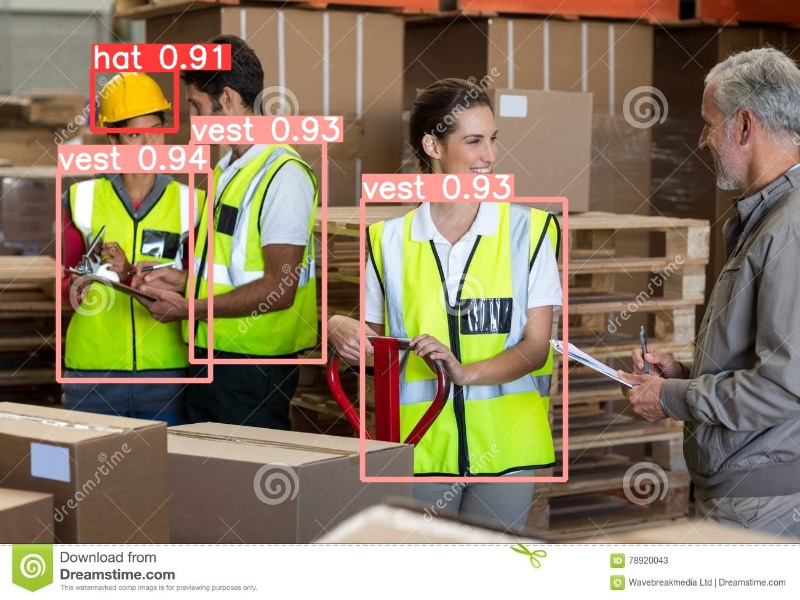 hat 0.91
vest 0.93
vest 0.94
vest 0.93
Download from
Dreamstime.com
This watermarked comp image is for previewing purposes only.
ID 78920043
Wavebreakmedia Ltd | Dreamstime.com